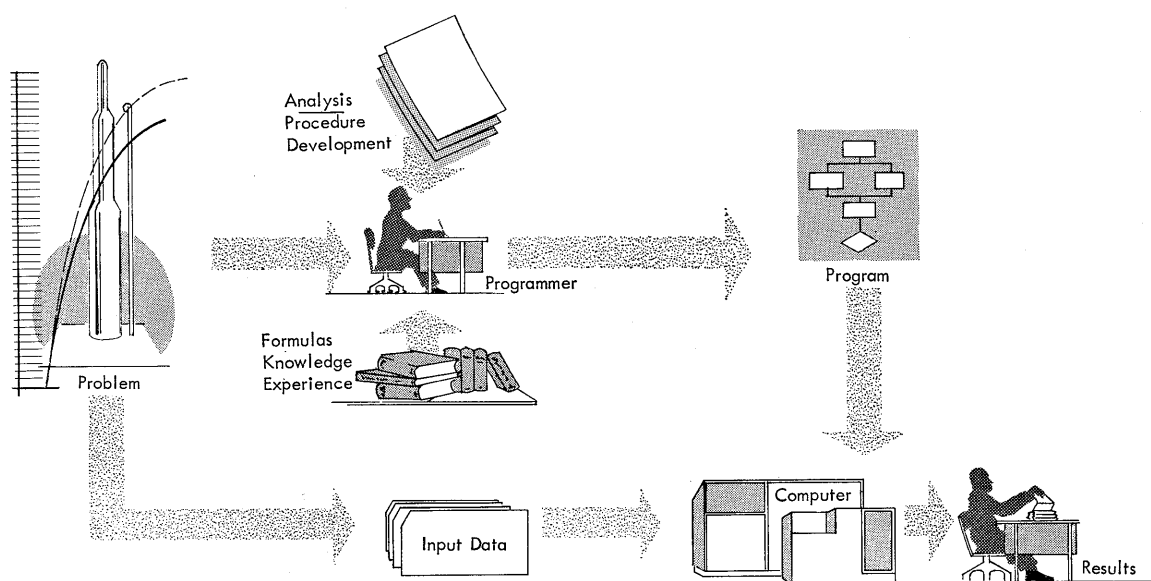 Analysis
Procedure
Development
Programmer
Program
Formulas
Knowledge
Experience
Problem
Input Data
Computer
Results